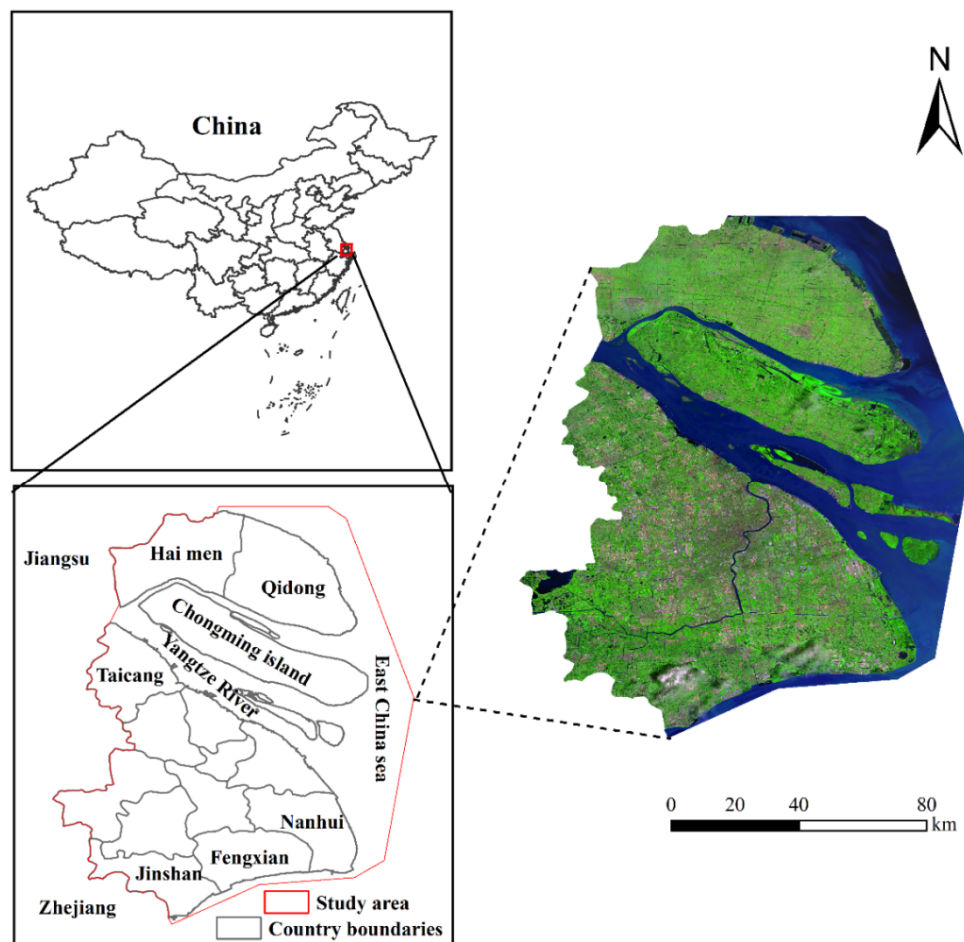 China
N
Jiangsu
Hai men
Qidong
Chongming island
Yangtze River
Taicang
East China sea
Nanhui
Fengxian
Jinshan
Zhejiang
Study area
Country boundaries
0 20 40 80
km